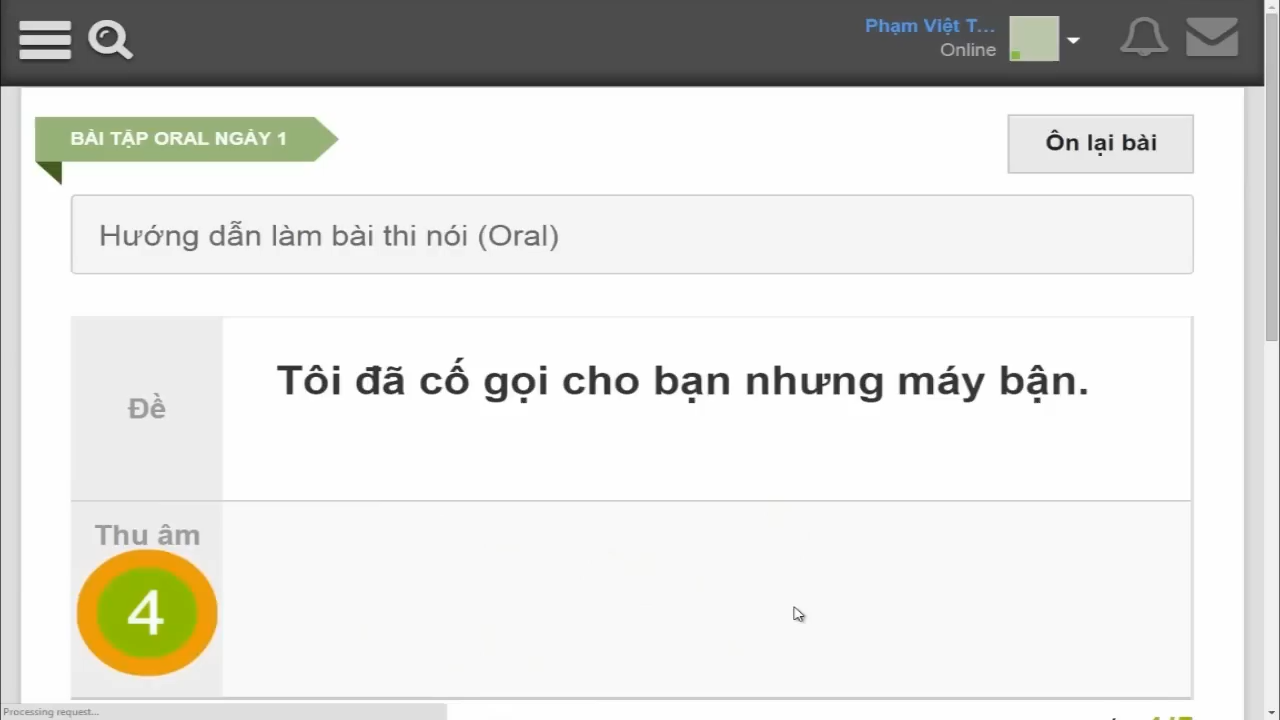 Phạm Việt T...
Online
BÀI TẬP ORAL NGÀY 1
Ôn lại bài
Hướng dẫn làm bài thi nói (Oral)
Đề
Tôi đã cố gọi cho bạn nhưng máy bận.
Thu âm
4
Processing request...